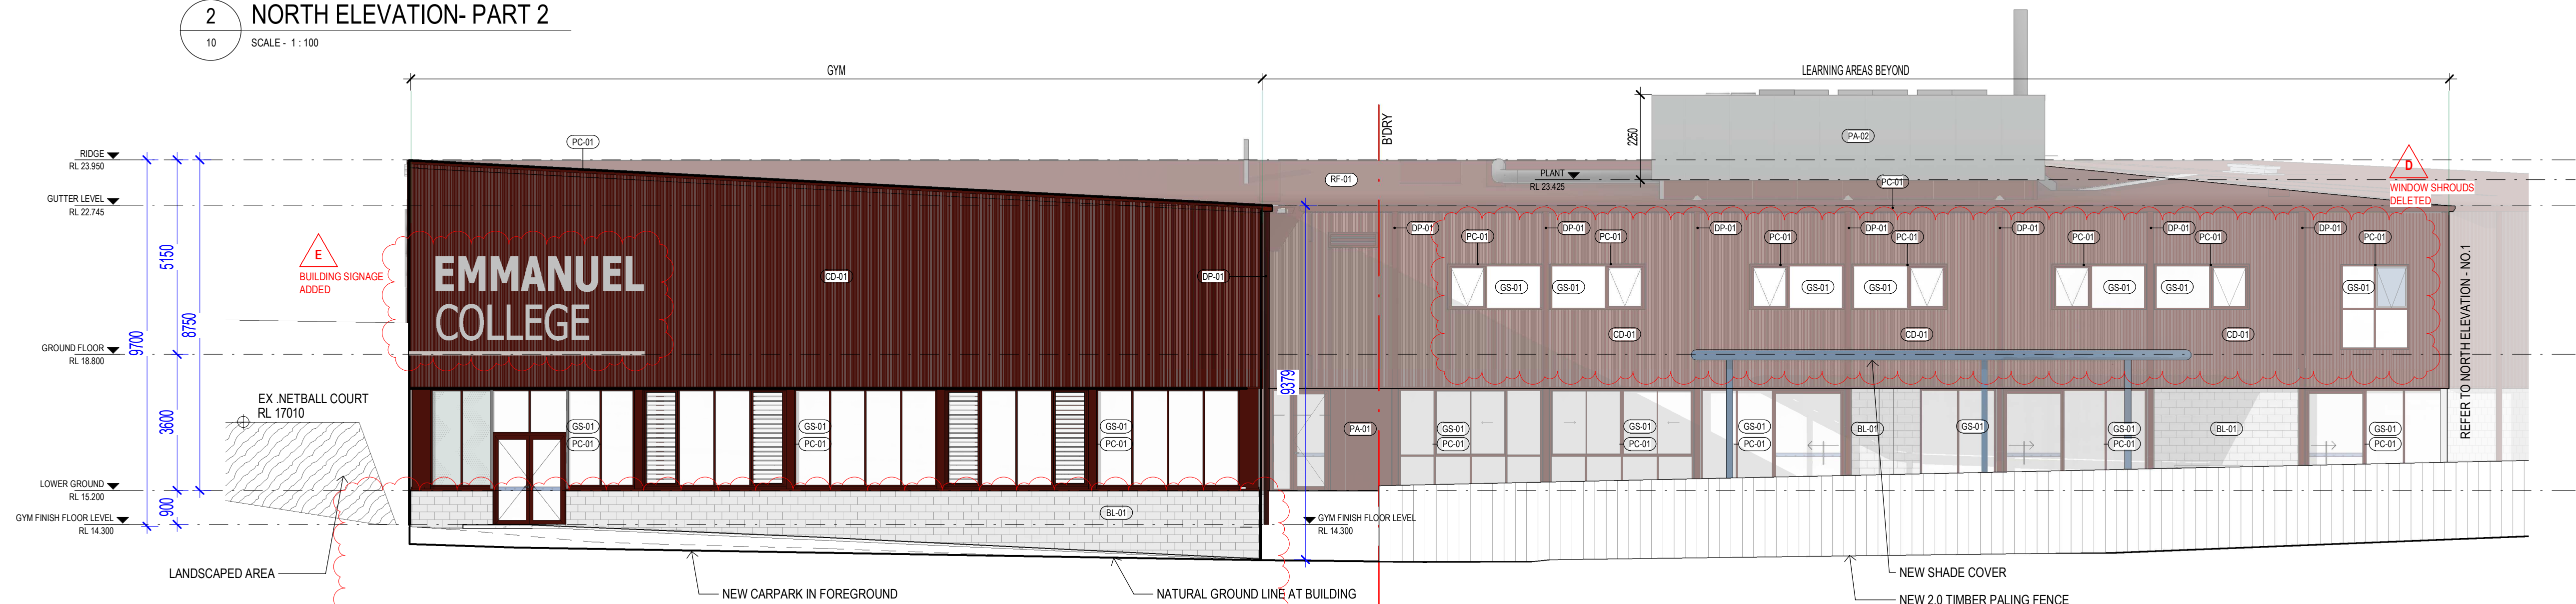 2
10
NORTH ELEVATION- PART 2
SCALE - 1 : 100
GYM
LEARNING AREAS BEYOND
B'DRY
2250
PA-02
PC-01
RIDGE
RL 23.950
RF-01
PLANT
RL 23.425
PC-01
D
WINDOW SHROUDS
DELETED
GUTTER LEVEL
RL 22.745
DP-01
DP-01
DP-01
DP-01
DP-01
DP-01
DP-01
PC-01
PC-01
PC-01
PC-01
PC-01
PC-01
PC-01
E
BUILDING SIGNAGE
ADDED
EMMANUEL
COLLEGE
CD-01
DP-01
GS-01
GS-01
GS-01
GS-01
GS-01
GS-01
GS-01
5150
9700
8750
CD-01
CD-01
CD-01
REFER TO NORTH ELEVATION - NO.1
GROUND FLOOR
RL 18.800
9379
EX .NETBALL COURT
RL 17010
3600
GS-01
PC-01
GS-01
PC-01
GS-01
PC-01
PA-01
GS-01
PC-01
GS-01
PC-01
GS-01
PC-01
BL-01
GS-01
GS-01
PC-01
BL-01
GS-01
PC-01
LOWER GROUND
RL 15.200
900
BL-01
GYM FINISH FLOOR LEVEL
RL 14.300
GYM FINISH FLOOR LEVEL
RL 14.300
LANDSCAPED AREA
NEW CARPARK IN FOREGROUND
NATURAL GROUND LINE AT BUILDING
NEW SHADE COVER
NEW 2.0 TIMBER PALING FENCE